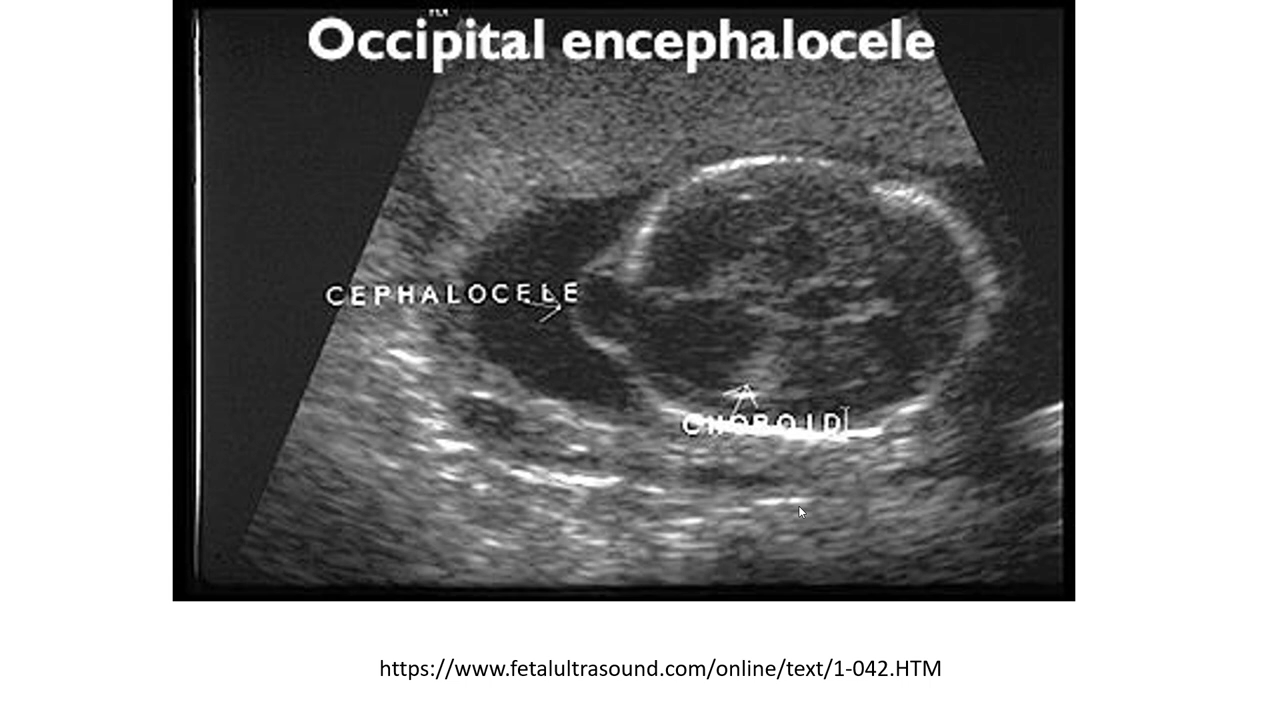 Occipital encephalocele
CEPHALOCELE
CHOROID
https://www.fetalultrasound.com/online/text/1-042.HTM